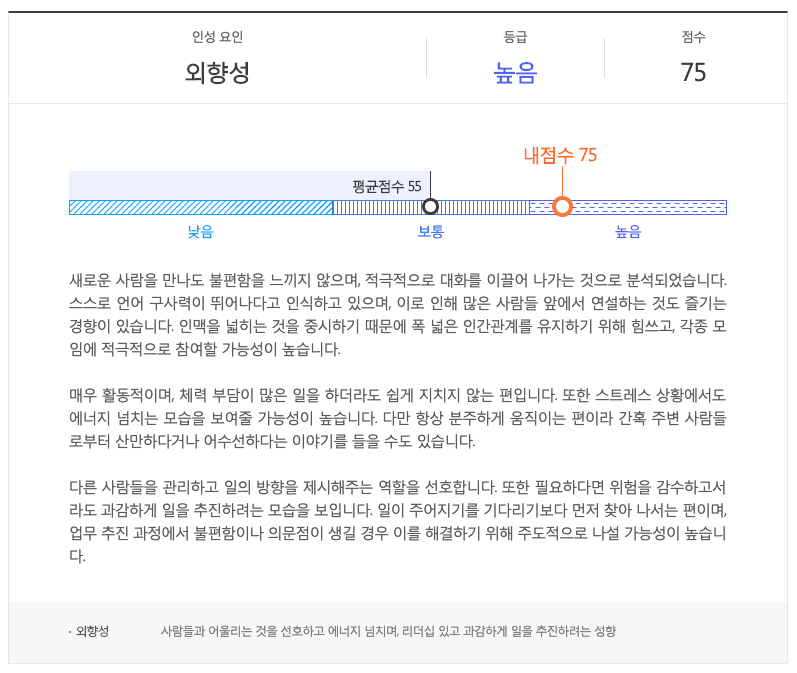 인성 요인
등급
점수
외향성
높음
75
내점수 75
평균점수 55
낮음
보통
높음
새로운 사람을 만나도 불편함을 느끼지 않으며, 적극적으로 대화를 이끌어 나가는 것으로 분석되었습니다.
스스로 언어 구사력이 뛰어나다고 인식하고 있으며, 이로 인해 많은 사람들 앞에서 연설하는 것도 즐기는
경향이 있습니다. 인맥을 넓히는 것을 중시하기 때문에 폭 넓은 인간관계를 유지하기 위해 힘쓰고, 각종 모
임에 적극적으로 참여할 가능성이 높습니다.
매우 활동적이며, 체력 부담이 많은 일을 하더라도 쉽게 지치지 않는 편입니다. 또한 스트레스 상황에서도
에너지 넘치는 모습을 보여줄 가능성이 높습니다. 다만 항상 분주하게 움직이는 편이라 간혹 주변 사람들
로부터 산만하다거나 어수선하다는 이야기를 들을 수도 있습니다.
다른 사람들을 관리하고 일의 방향을 제시해주는 역할을 선호합니다. 또한 필요하다면 위험을 감수하고서
라도 과감하게 일을 추진하려는 모습을 보입니다. 일이 주어지기를 기다리기보다 먼저 찾아 나서는 편이며,
업무 추진 과정에서 불편함이나 의문점이 생길 경우 이를 해결하기 위해 주도적으로 나설 가능성이 높습니
다.
· 외향성
사람들과 어울리는 것을 선호하고 에너지 넘치며, 리더십 있고 과감하게 일을 추진하려는 성향